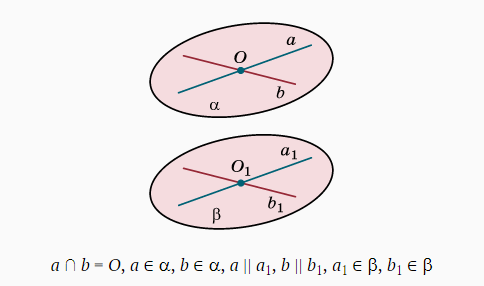 a
O
b
α
a₁
O₁
b₁
β
a ∩ b = O, a ∈ α, b ∈ α, a || a₁, b || b₁, a₁ ∈ β, b₁ ∈ β